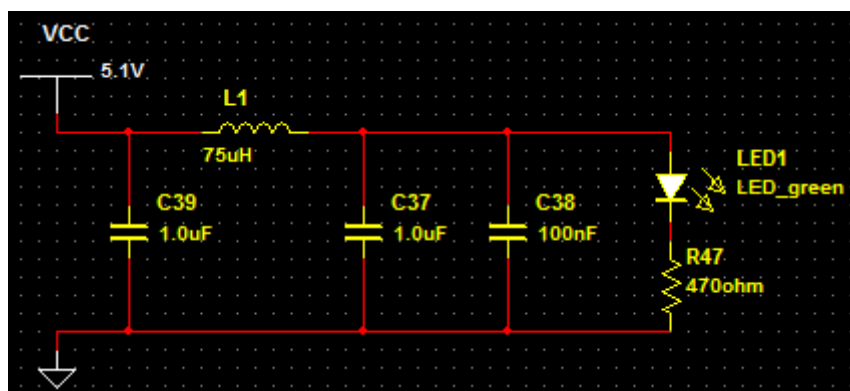 VCC
5.1V
L1
75uH
C39
1.0uF
C37
1.0uF
C38
100nF
LED1
LED_green
R47
470ohm